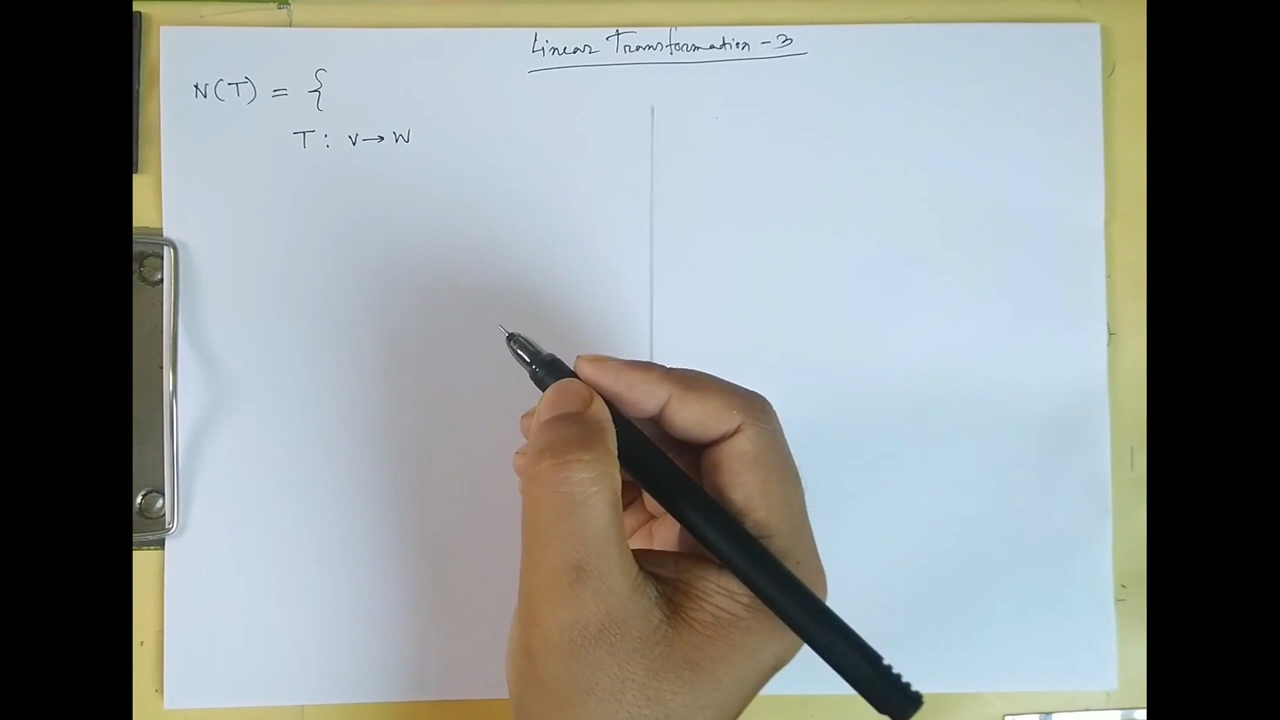 Linear Transformation - 3
N(T) = {
T : V → W